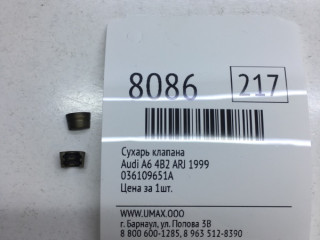 8086 217
Сухарь клапана
Audi A6 4B2 ARJ 1999
036109651A
Цена за 1шт.
WWW.UMAX.OOO
г. Барнаул, ул. Попова 3В
8 800 600-1285, 8 963 512-8390